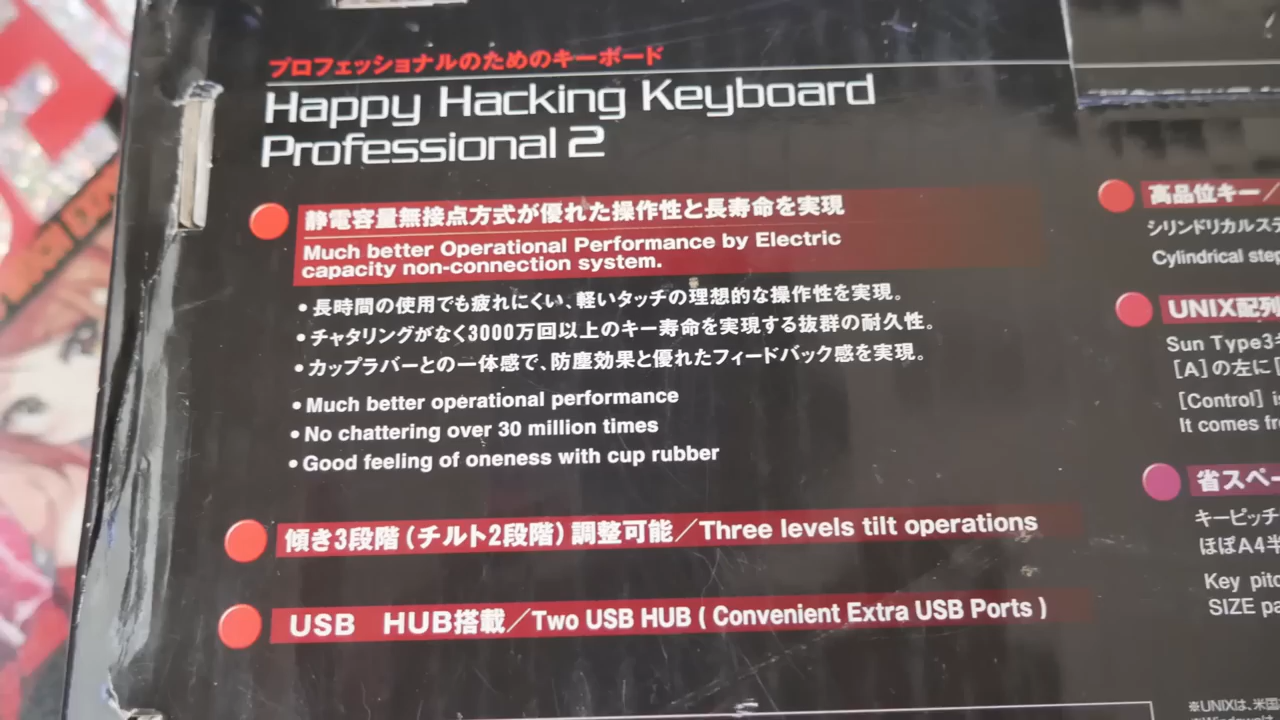 プロフェッショナルのためのキーボード
Happy Hacking Keyboard
Professional 2
静電容量無接点方式が優れた操作性と長寿命を実現
Much better Operational Performance by Electric
capacity non-connection system.
•長時間の使用でも疲れにくい、軽いタッチの理想的な操作性を実現。
•チャタリングがなく3000万回以上のキー寿命を実現する抜群の耐久性。
•カップラバーとの一体感で、防塵効果と優れたフィードバック感を実現。
•Much better operational performance
•No chattering over 30 million times
•Good feeling of oneness with cup rubber
傾き3段階(チルト2段階)調整可能/Three levels tilt operations
USB HUB搭載/Two USB HUB ( Convenient Extra USB Ports )
高品位キー/
シリンドリカルステ
Cylindrical step
UNIX配列
Sun Type3キ
[A]の左に[
[Control] is
It comes fr
省スペー
キーピッチ
ほぼA4半
Key pitc
SIZE pa
※UNIXは、米国